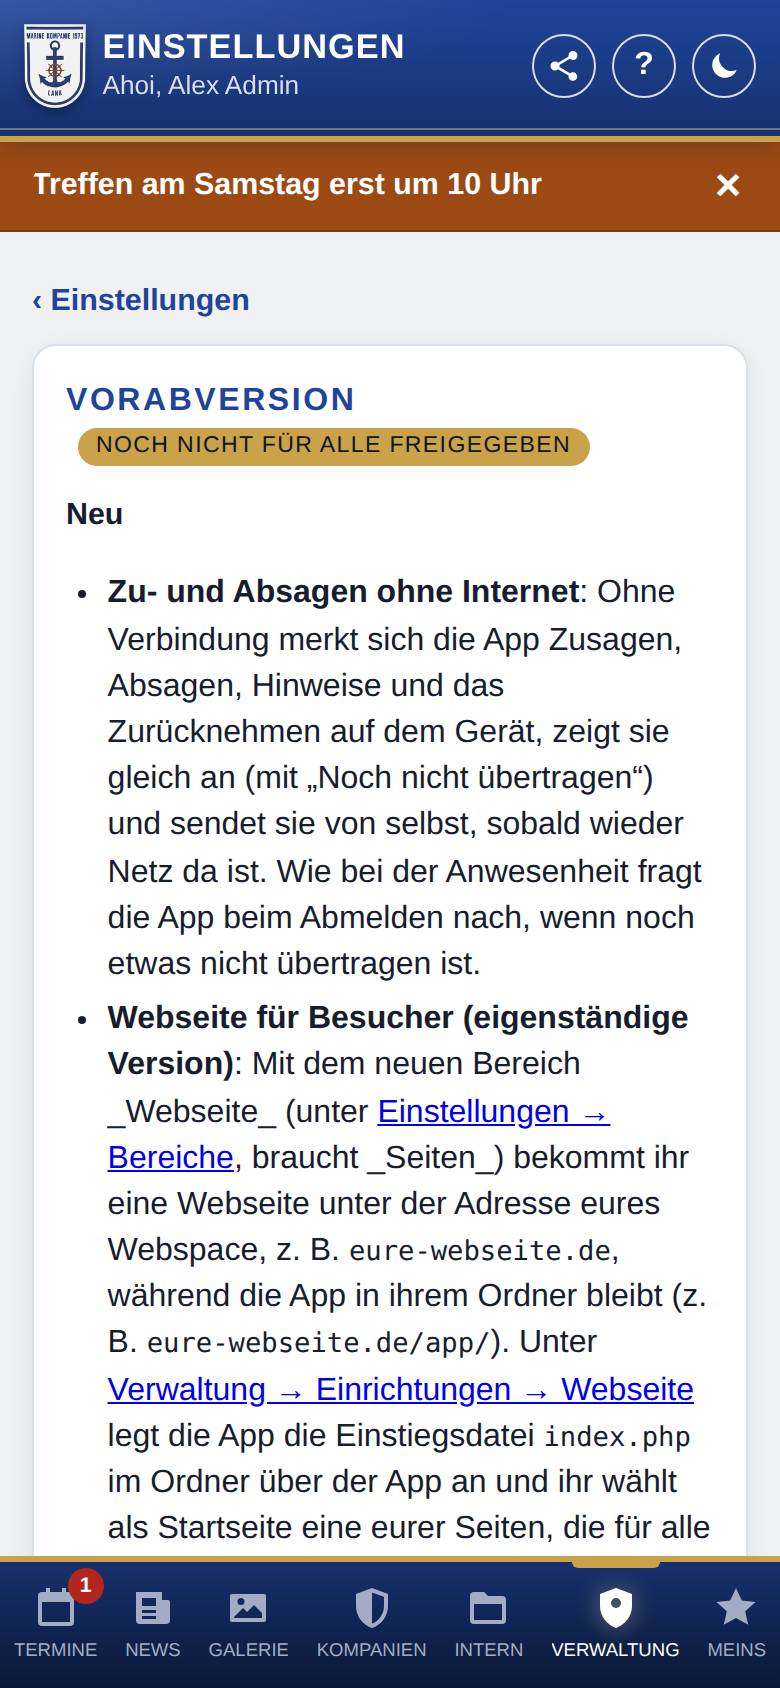 MARINE KOMPANIE 1973
LANK
EINSTELLUNGEN
Ahoi, Alex Admin
?
Treffen am Samstag erst um 10 Uhr
×
‹ Einstellungen
VORABVERSION
NOCH NICHT FÜR ALLE FREIGEGEBEN
Neu
• Zu- und Absagen ohne Internet: Ohne
Verbindung merkt sich die App Zusagen,
Absagen, Hinweise und das
Zurücknehmen auf dem Gerät, zeigt sie
gleich an (mit „Noch nicht übertragen“)
und sendet sie von selbst, sobald wieder
Netz da ist. Wie bei der Anwesenheit fragt
die App beim Abmelden nach, wenn noch
etwas nicht übertragen ist.
• Webseite für Besucher (eigenständige
Version): Mit dem neuen Bereich
_Webseite_ (unter Einstellungen →
Bereiche, braucht _Seiten_) bekommt ihr
eine Webseite unter der Adresse eures
Webspace, z. B. eure-webseite.de,
während die App in ihrem Ordner bleibt (z.
B. eure-webseite.de/app/). Unter
Verwaltung → Einrichtungen → Webseite
legt die App die Einstiegsdatei index.php
im Ordner über der App an und ihr wählt
als Startseite eine eurer Seiten, die für alle
1
TERMINE NEWS GALERIE KOMPANIEN INTERN VERWALTUNG MEINS